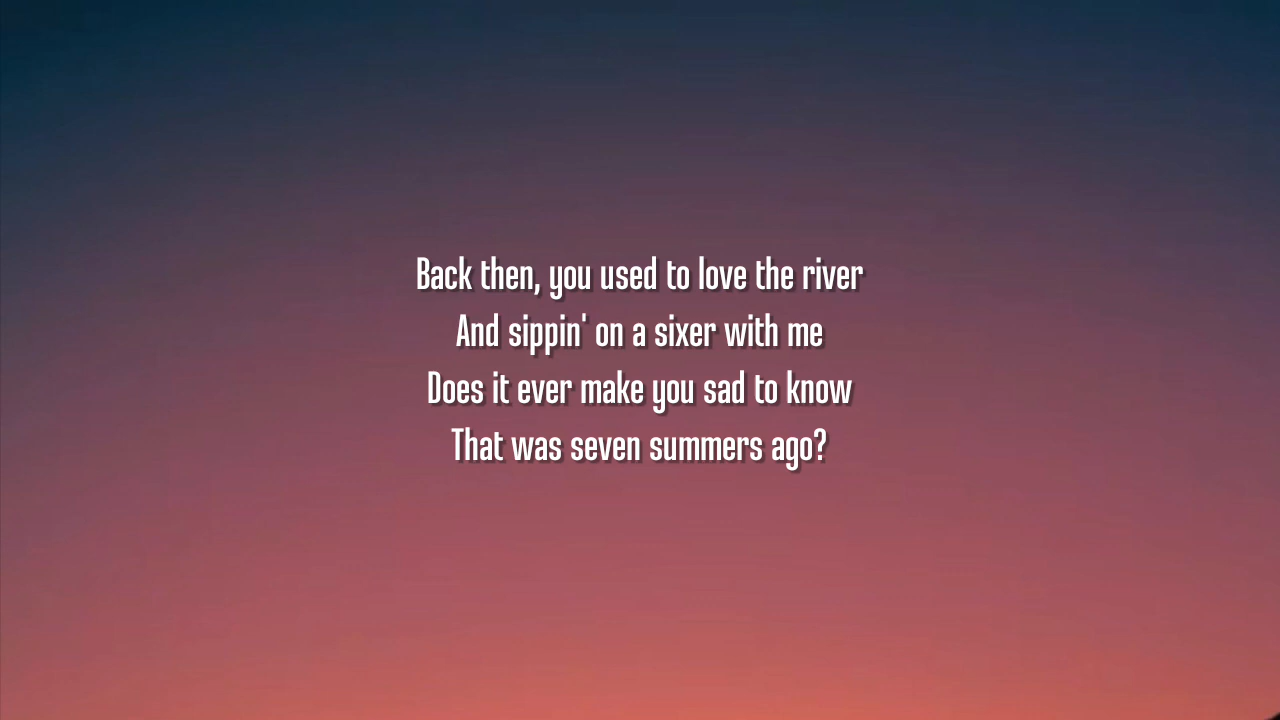 Back then, you used to love the river
And sippin' on a sixer with me
Does it ever make you sad to know
That was seven summers ago?